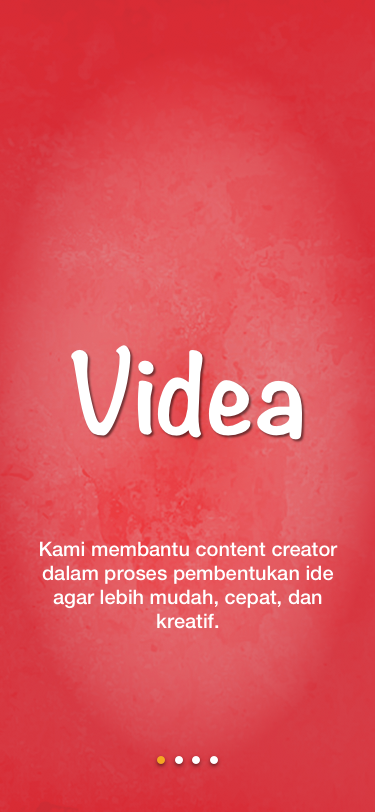 Videa
Kami membantu content creator
dalam proses pembentukan ide
agar lebih mudah, cepat, dan
kreatif.